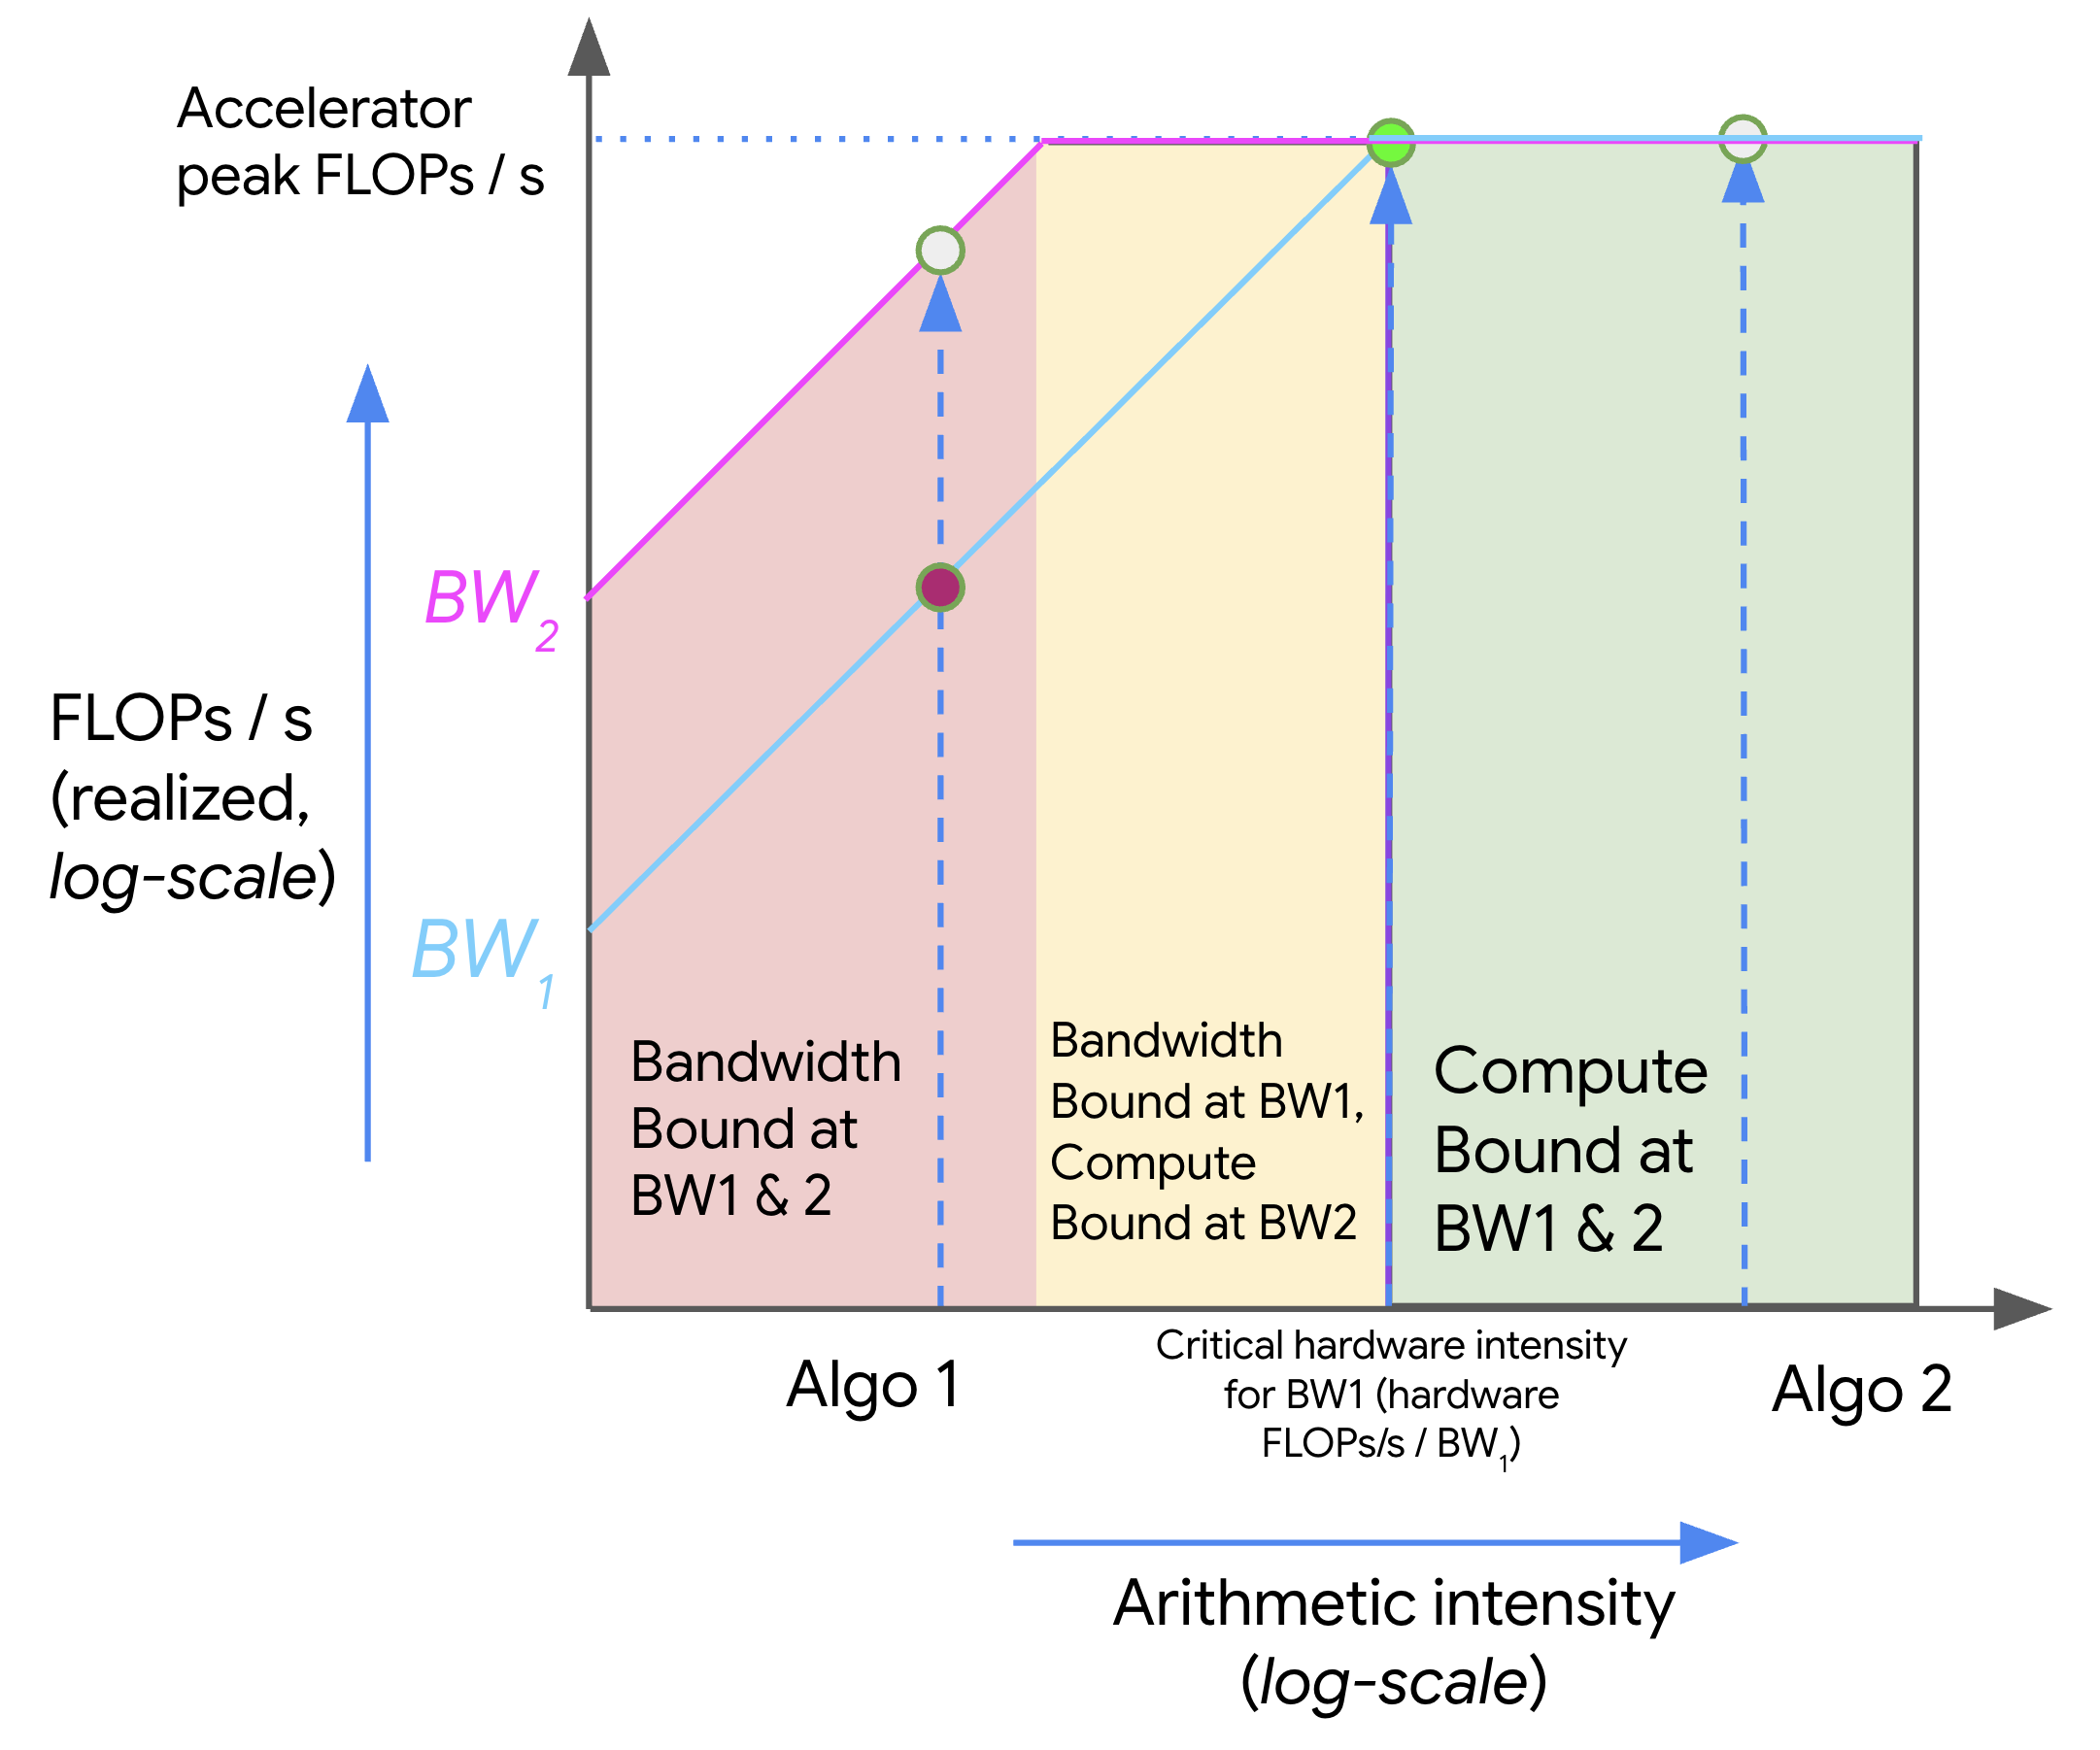 Accelerator
peak FLOPs / s
BW2
FLOPs / s
(realized,
log-scale)
BW1
Bandwidth
Bound at
BW1 & 2
Bandwidth
Bound at BW1,
Compute
Bound at BW2
Compute
Bound at
BW1 & 2
Algo 1
Critical hardware intensity
for BW1 (hardware
FLOPs/s / BW1)
Algo 2
Arithmetic intensity
(log-scale)